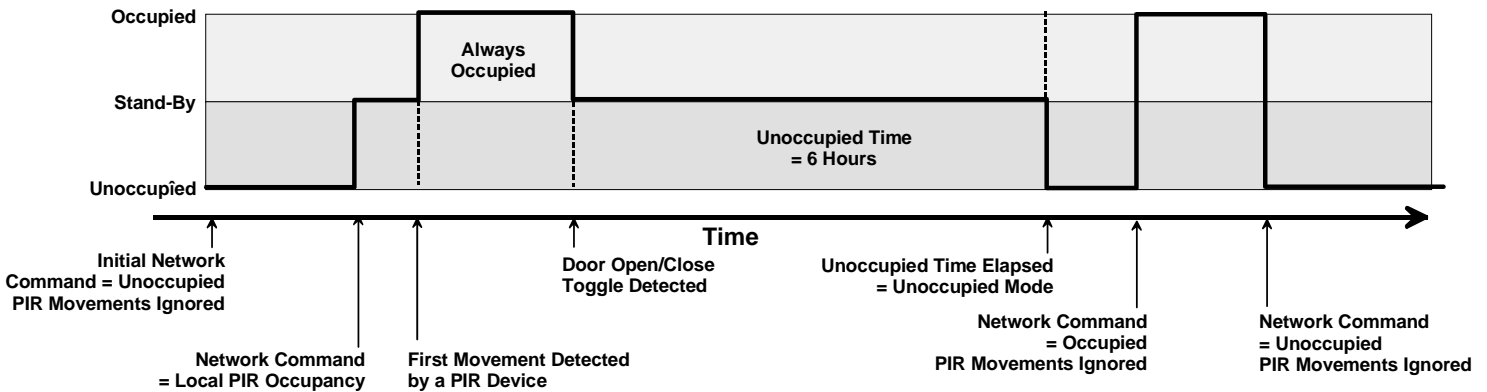 Occupied
Always
Occupied
Stand-By
Unoccupied Time
= 6 Hours
Unoccupied
Time
Initial Network
Command = Unoccupied
PIR Movements Ignored
Door Open/Close
Toggle Detected
Unoccupied Time Elapsed
= Unoccupied Mode
Network Command
= Local PIR Occupancy
First Movement Detected
by a PIR Device
Network Command
= Occupied
PIR Movements Ignored
Network Command
= Unoccupied
PIR Movements Ignored